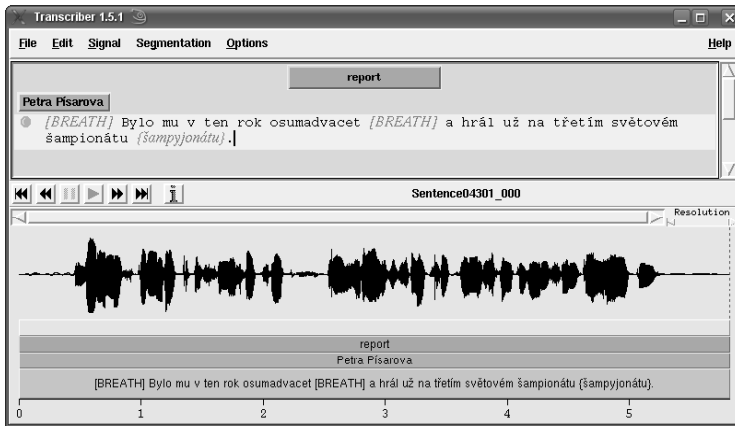 Transcriber 1.5.1
File Edit Signal Segmentation Options Help
report
Petra Písarova
[BREATH] Bylo mu v ten rok osumadvacet [BREATH] a hrál už na třetím světovém
šampionátu {šampyjonátu}.
i Sentence04301_000
Resolution
report
Petra Pisarova
[BREATH] Bylo mu v ten rok osumadvacet [BREATH] a hrál už na třetím světovém šampionátu {šampyjonátu}.
0 1 2 3 4 5